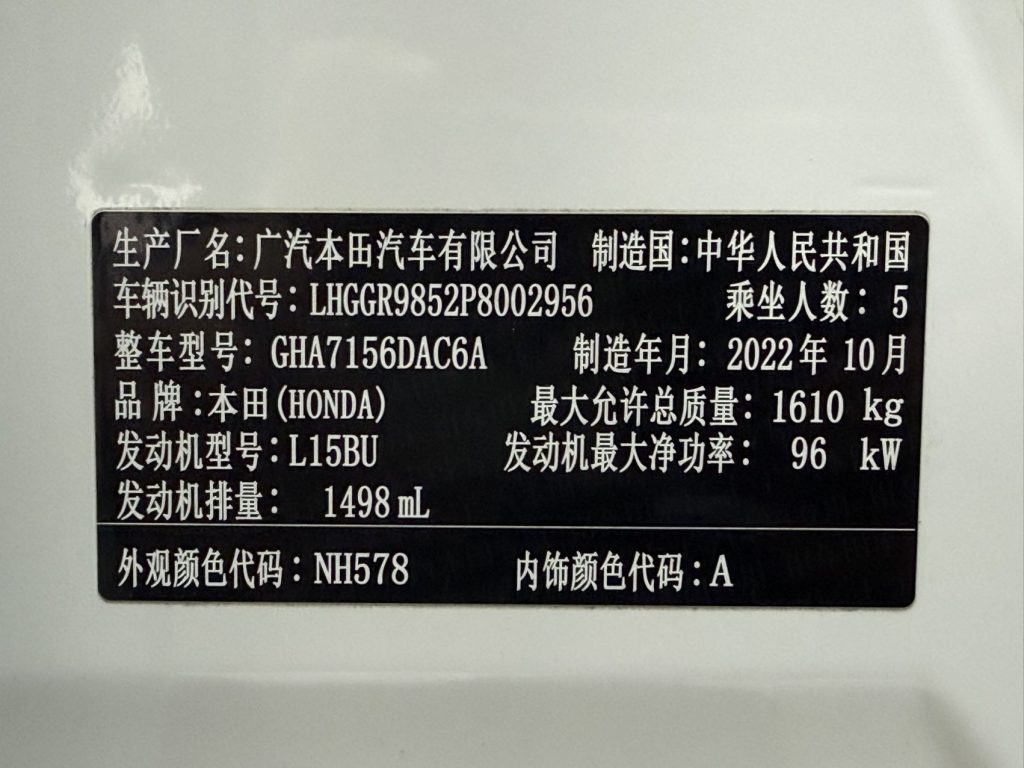 生产厂名：广汽本田汽车有限公司 制造国：中华人民共和国
车辆识别代号：LHGGR9852P8002956 乘坐人数：5
整车型号：GHA7156DAC6A 制造年月：2022年10月
品牌：本田(HONDA) 最大允许总质量：1610 kg
发动机型号：L15BU 发动机最大净功率：96 kW
发动机排量：1498mL
外观颜色代码：NH578 内饰颜色代码：A